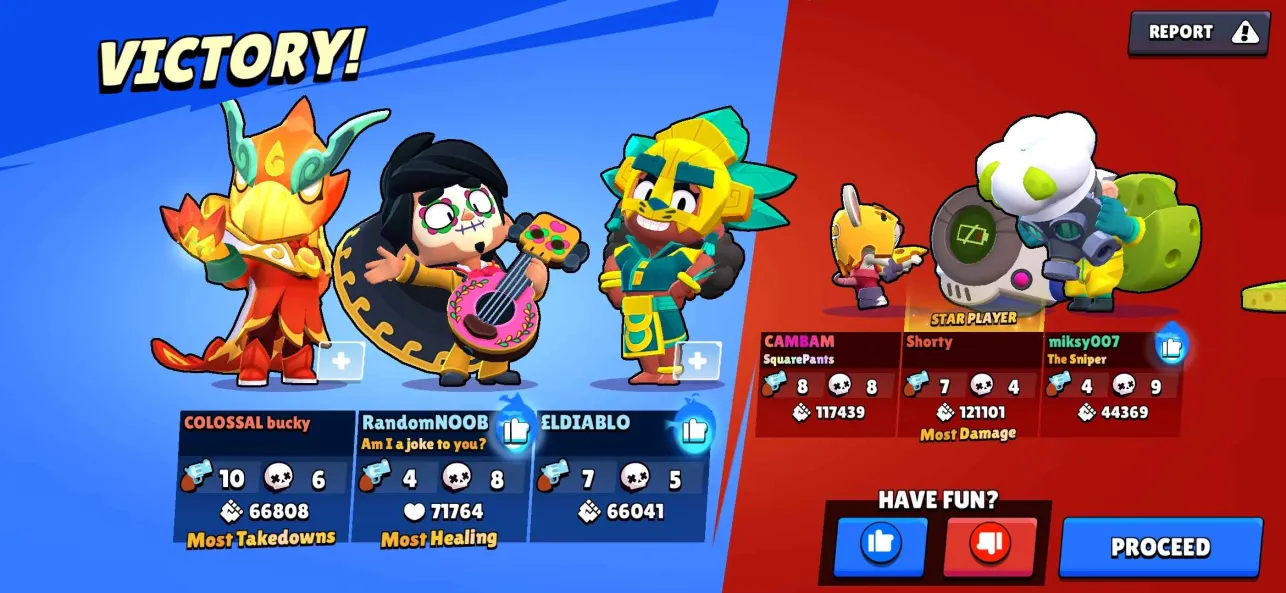 VICTORY!
REPORT
STAR PLAYER
CAMBAM
SquarePants
8 8
117439
Shorty
7 4
121101
Most Damage
miksy007
The Sniper
4 9
44369
COLOSSAL bucky
10 6
66808
Most Takedowns
RandomNOOB
Am I a joke to you?
4 8
71764
Most Healing
£LDIABLO
7 5
66041
HAVE FUN?
PROCEED